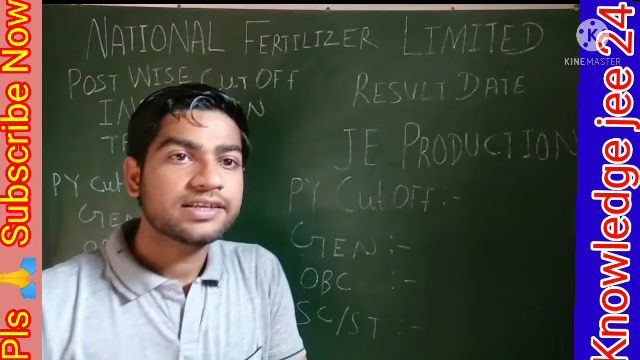 NATIONAL FERTILIZER LIMITED
POST WISE CUT OFF
RESULT DATE
JE PRODUCTION
PY Cut
GEN
PY Cut Off :-
GEN :-
OBC :-
SC/ST :-
Pls 🙏 Subscribe Now
Knowledge jee 24
KINEMASTER